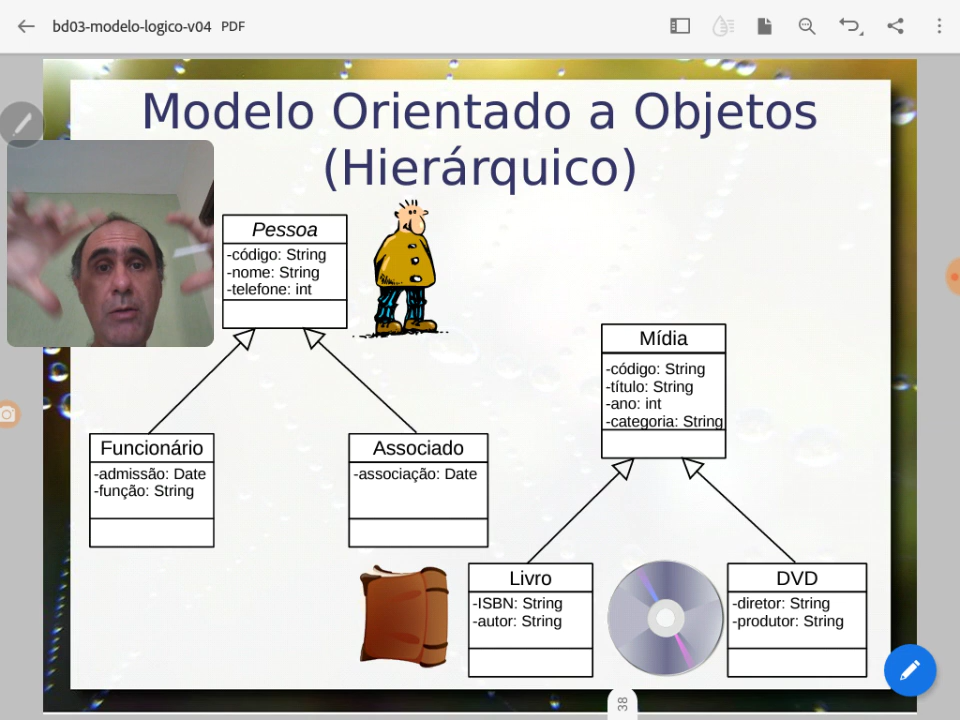 bd03-modelo-logico-v04 PDF
Modelo Orientado a Objetos
(Hierárquico)
Pessoa
-código: String
-nome: String
-telefone: int
Mídia
-código: String
-título: String
-ano: int
-categoria: String
Funcionário
-admissão: Date
-função: String
Associado
-associação: Date
Livro
-ISBN: String
-autor: String
DVD
-diretor: String
-produtor: String
38